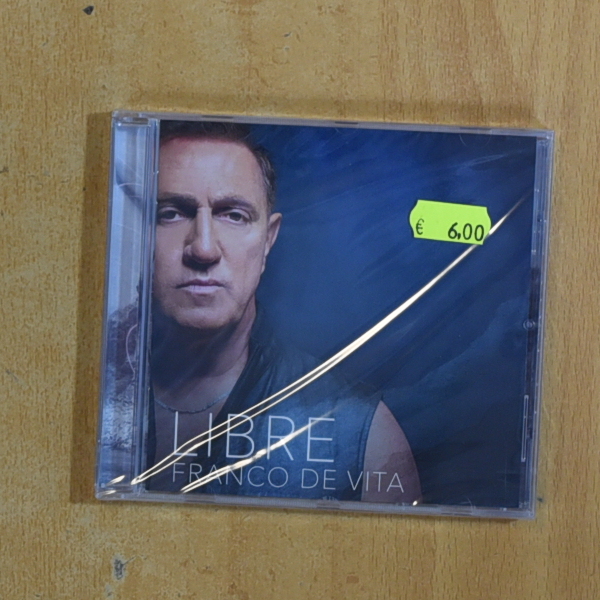 € 6,00
LIBRE
FRANCO DE VITA